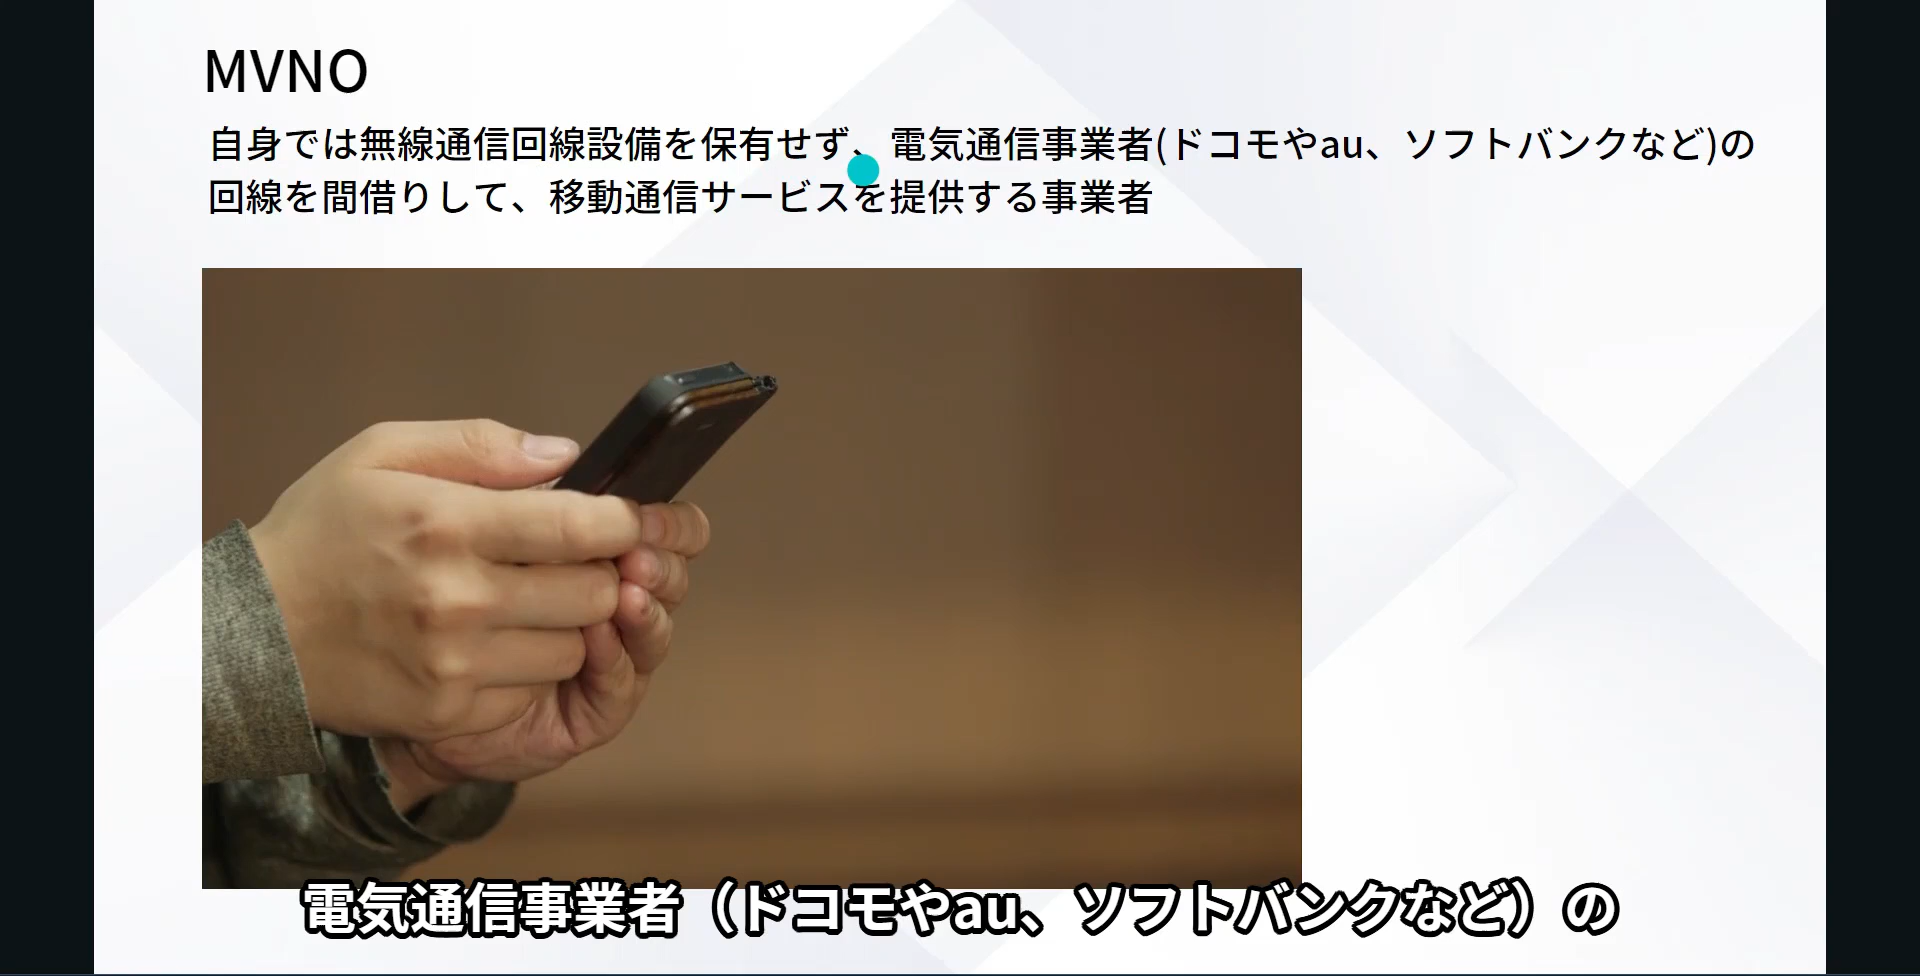 MVNO
自身では無線通信回線設備を保有せず、電気通信事業者(ドコモやau、ソフトバンクなど)の
回線を間借りして、移動通信サービスを提供する事業者
電気通信事業者（ドコモやau、ソフトバンクなど）の